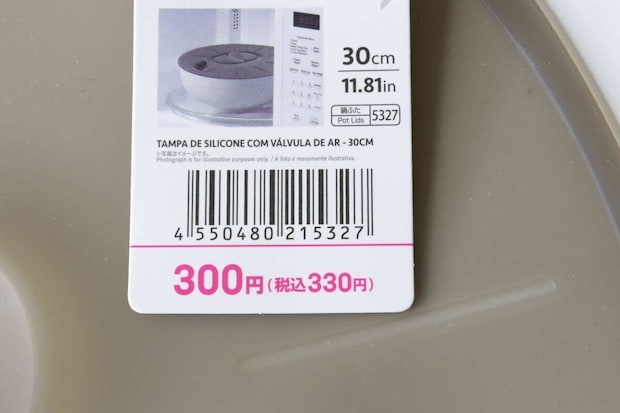 30cm
11.81in
鍋ふた
Pot Lids
5327
TAMPA DE SILICONE COM VÁLVULA DE AR - 30CM
※写真はイメージです。
Photograph is for illustrative purposes only. / A foto é meramente ilustrativa.
4 550480 215327
300円(税込330円)